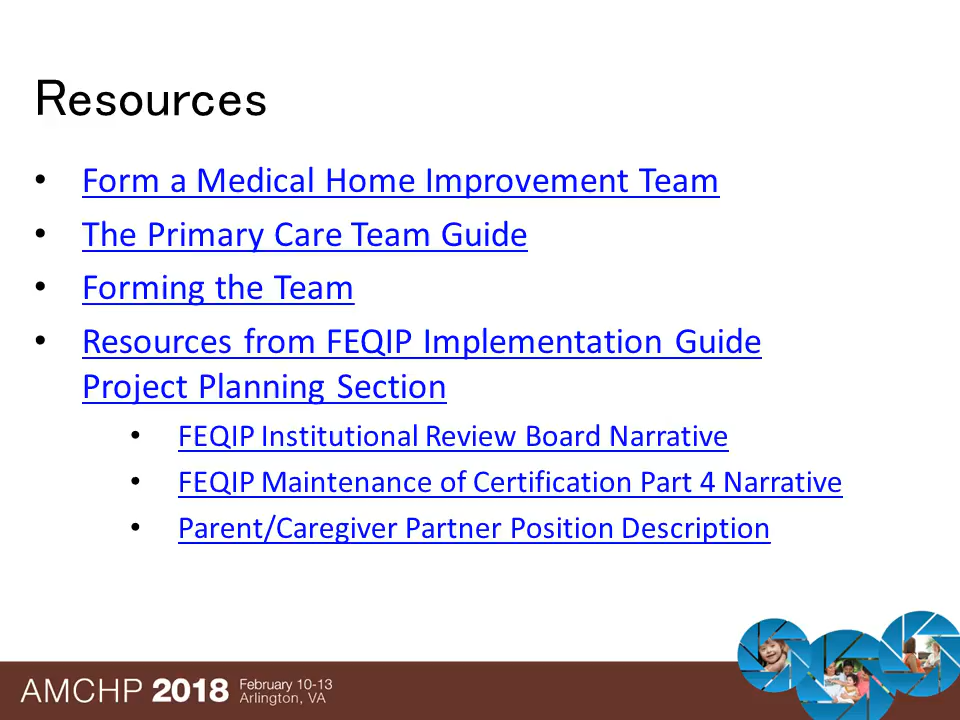 Resources
• Form a Medical Home Improvement Team
• The Primary Care Team Guide
• Forming the Team
• Resources from FEQIP Implementation Guide
Project Planning Section
• FEQIP Institutional Review Board Narrative
• FEQIP Maintenance of Certification Part 4 Narrative
• Parent/Caregiver Partner Position Description
AMCHP 2018 February 10-13
Arlington, VA